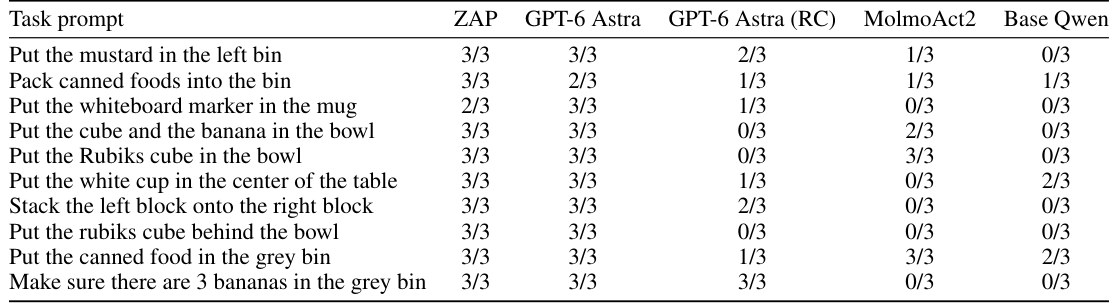 Task prompt ZAP GPT-6 Astra GPT-6 Astra (RC) MolmoAct2 Base Qwen
Put the mustard in the left bin 3/3 3/3 2/3 1/3 0/3
Pack canned foods into the bin 3/3 2/3 1/3 1/3 1/3
Put the whiteboard marker in the mug 2/3 3/3 1/3 0/3 0/3
Put the cube and the banana in the bowl 3/3 3/3 0/3 2/3 0/3
Put the Rubiks cube in the bowl 3/3 3/3 0/3 3/3 0/3
Put the white cup in the center of the table 3/3 3/3 1/3 0/3 2/3
Stack the left block onto the right block 3/3 3/3 2/3 0/3 0/3
Put the rubiks cube behind the bowl 3/3 3/3 0/3 0/3 0/3
Put the canned food in the grey bin 3/3 3/3 1/3 3/3 2/3
Make sure there are 3 bananas in the grey bin 3/3 3/3 3/3 0/3 0/3